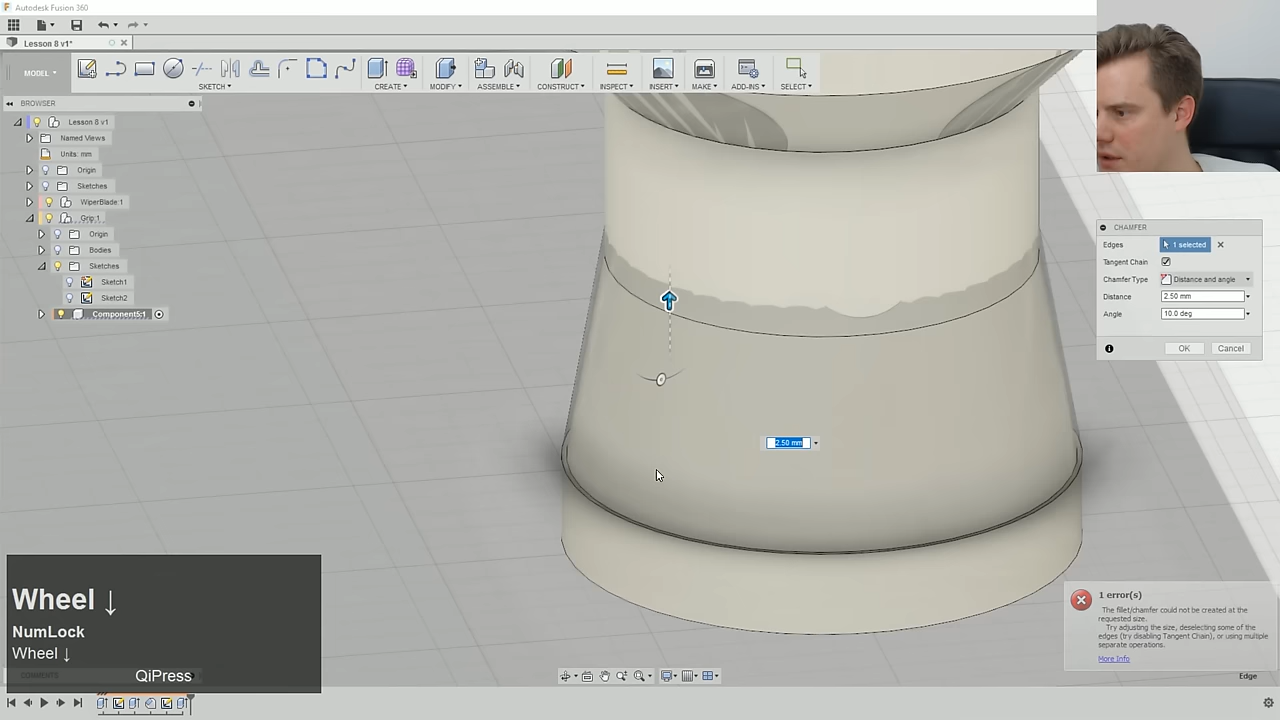 Autodesk Fusion 360
Lesson 8 v1*
MODEL
SKETCH
CREATE
MODIFY
ASSEMBLE
CONSTRUCT
INSPECT
INSERT
MAKE
ADD-INS
SELECT
BROWSER
Lesson 8 v1
Named Views
Units: mm
Origin
Sketches
WiperBlade:1
Grip:1
Origin
Bodies
Sketches
Sketch1
Sketch2
Component5:1
CHAMFER
Edges 1 selected
Tangent Chain
Chamfer Type Distance and angle
Distance 2.50 mm
Angle 10.0 deg
OK Cancel
2.50 mm
Wheel ↓
NumLock
Wheel ↓
QiPress
COMMENTS
1 error(s)
The fillet/chamfer could not be created at the
requested size.
Try adjusting the size, deselecting some of the
edges (try disabling Tangent Chain), or using multiple
separate operations.
More Info
Edge